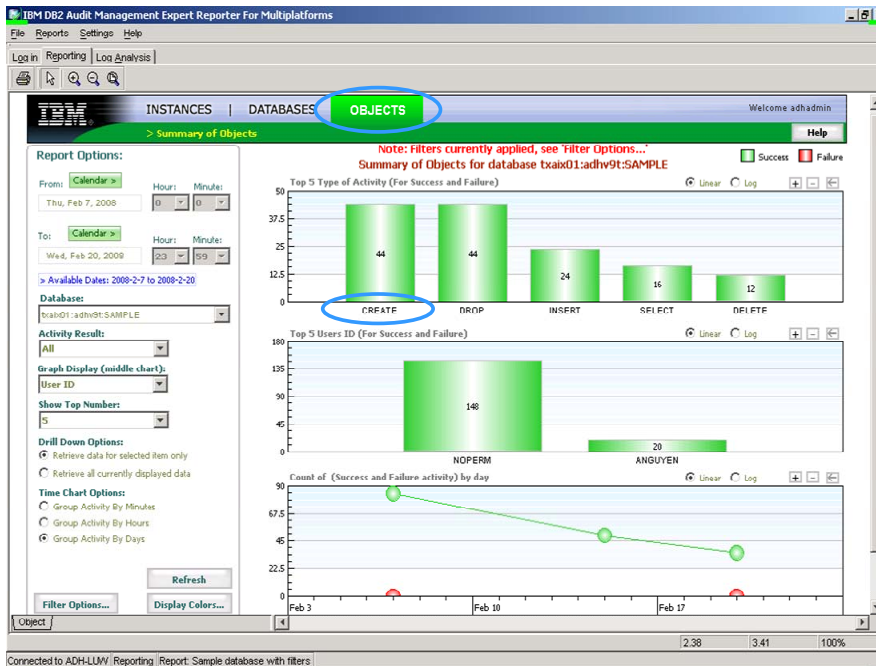 IBM DB2 Audit Management Expert Reporter For Multiplatforms
File Reports Settings Help
Log in Reporting Log Analysis
IBM INSTANCES | DATABASES OBJECTS Welcome adhadmin
> Summary of Objects Help
Report Options:
Note: Filters currently applied, see 'Filter Options...'
Summary of Objects for database txaix01:adhv9t:SAMPLE
Success Failure
From: Calendar > Hour: Minute:
Thu, Feb 7, 2008 0 0
To: Calendar > Hour: Minute:
Wed, Feb 20, 2008 23 59
> Available Dates: 2008-2-7 to 2008-2-20
Database:
txaix01:adhv9t:SAMPLE
Activity Result:
All
Graph Display (middle chart):
User ID
Show Top Number:
5
Drill Down Options:
Retrieve data for selected item only
Retrieve all currently displayed data
Time Chart Options:
Group Activity By Minutes
Group Activity By Hours
Group Activity By Days
Refresh
Filter Options... Display Colors...
Top 5 Type of Activity (For Success and Failure) Linear Log + -
50
37.5
25
12.5
0
44 44 24 16 12
CREATE DROP INSERT SELECT DELETE
Top 5 Users ID (For Success and Failure) Linear Log + -
180
135
90
45
0
148 20
NOPERM ANGUYEN
Count of (Success and Failure activity) by day Linear Log + -
90
67.5
45
22.5
0
Feb 3 Feb 10 Feb 17
Object
2.38 3.41 100%
Connected to ADH-LUW Reporting Report: Sample database with filters